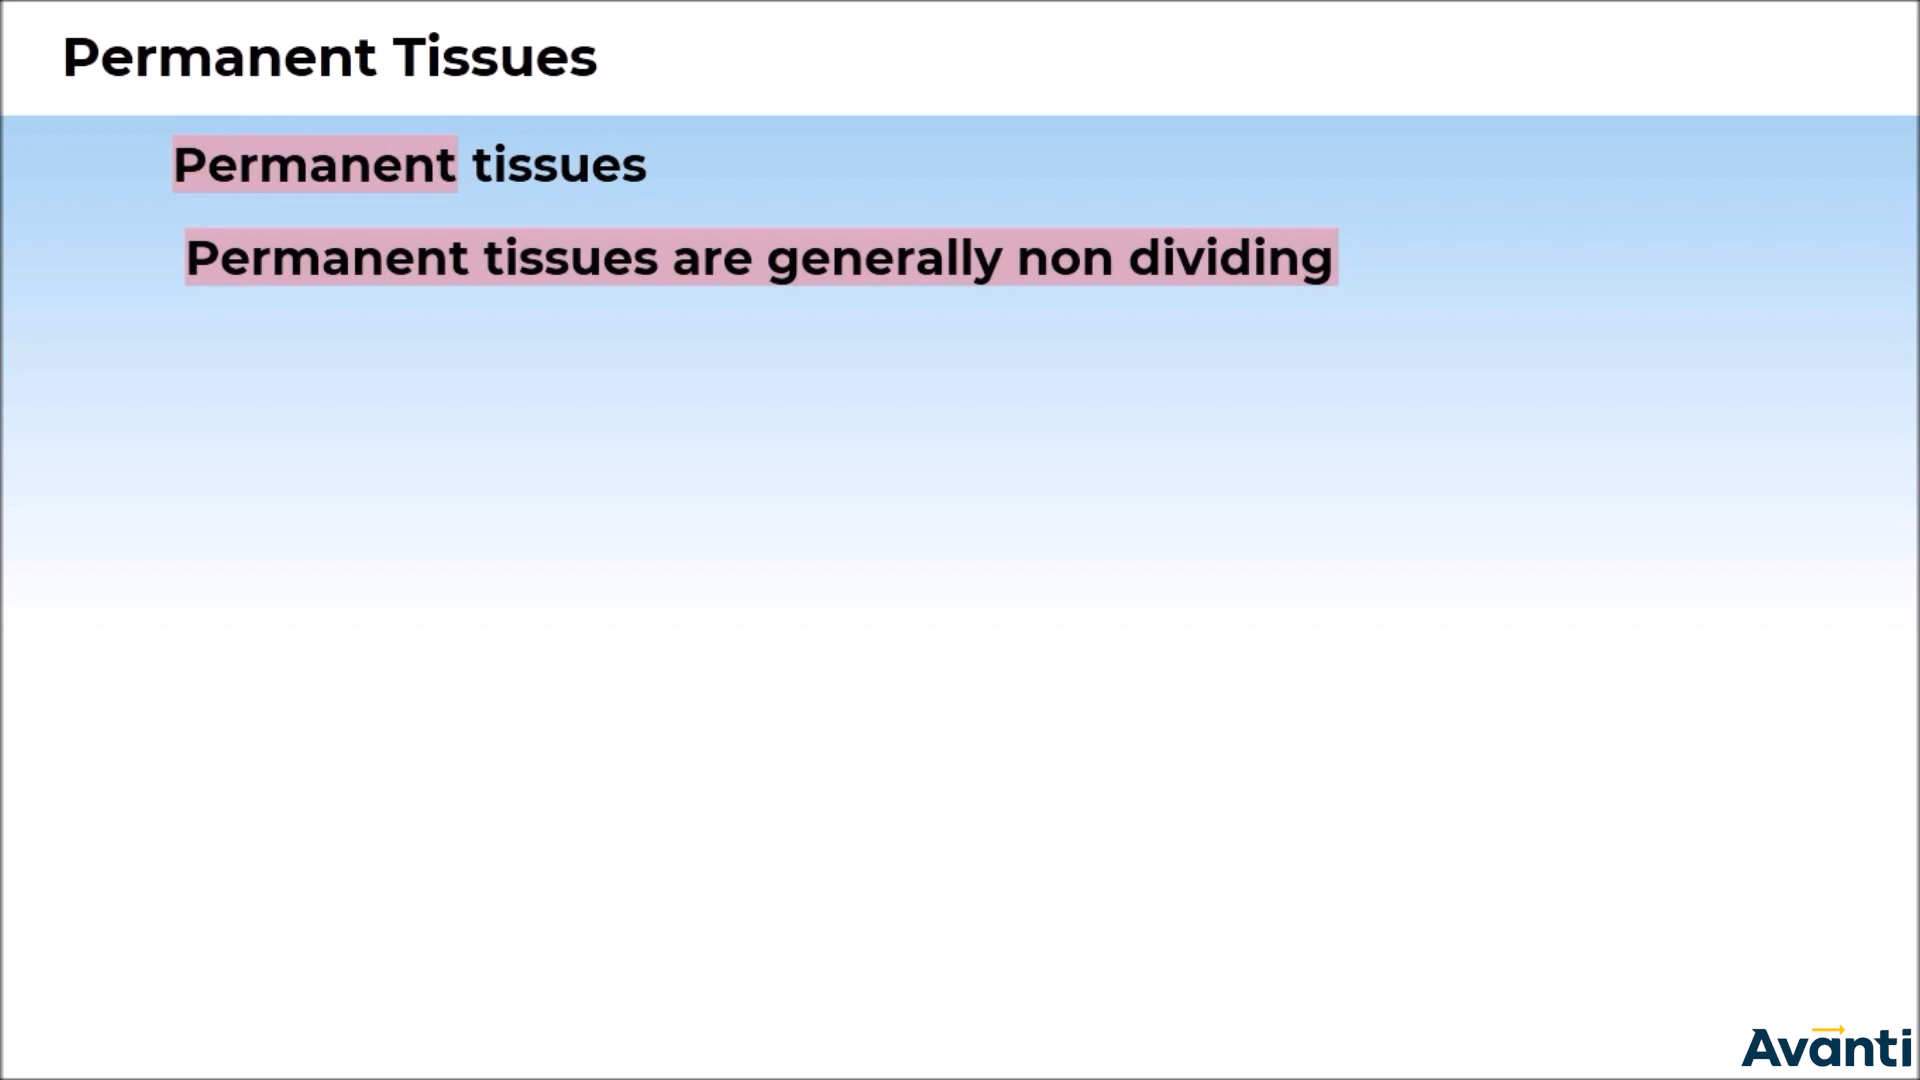 Permanent Tissues
Permanent tissues
Permanent tissues are generally non dividing
Avanti